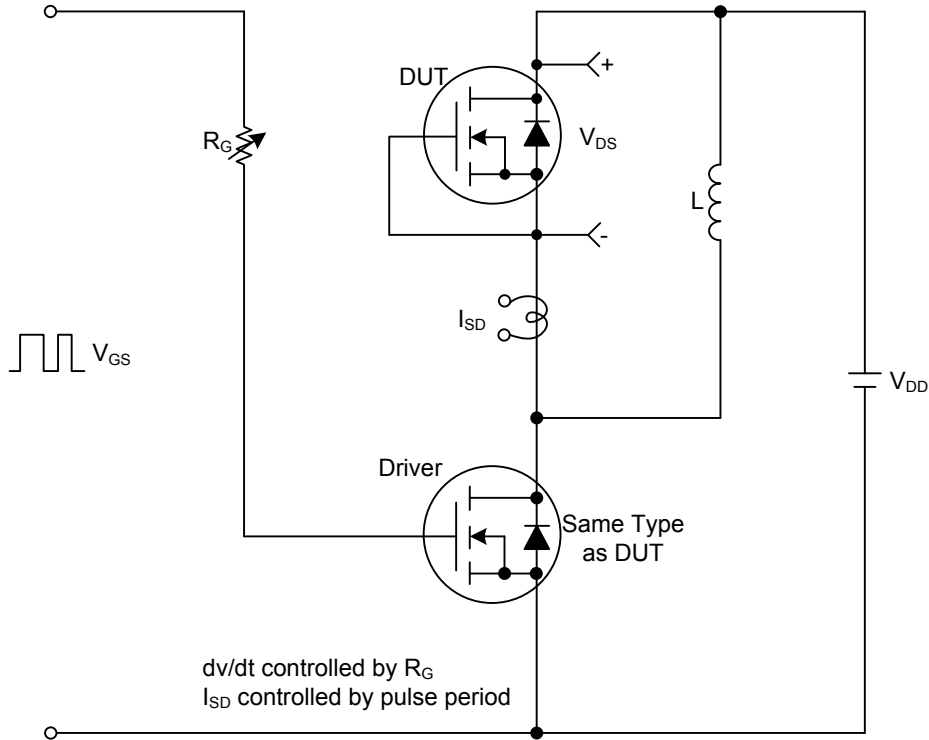 DUT
+
R_G
V_DS
L
-
I_SD
V_GS
V_DD
Driver
Same Type
as DUT
dv/dt controlled by R_G
I_SD controlled by pulse period